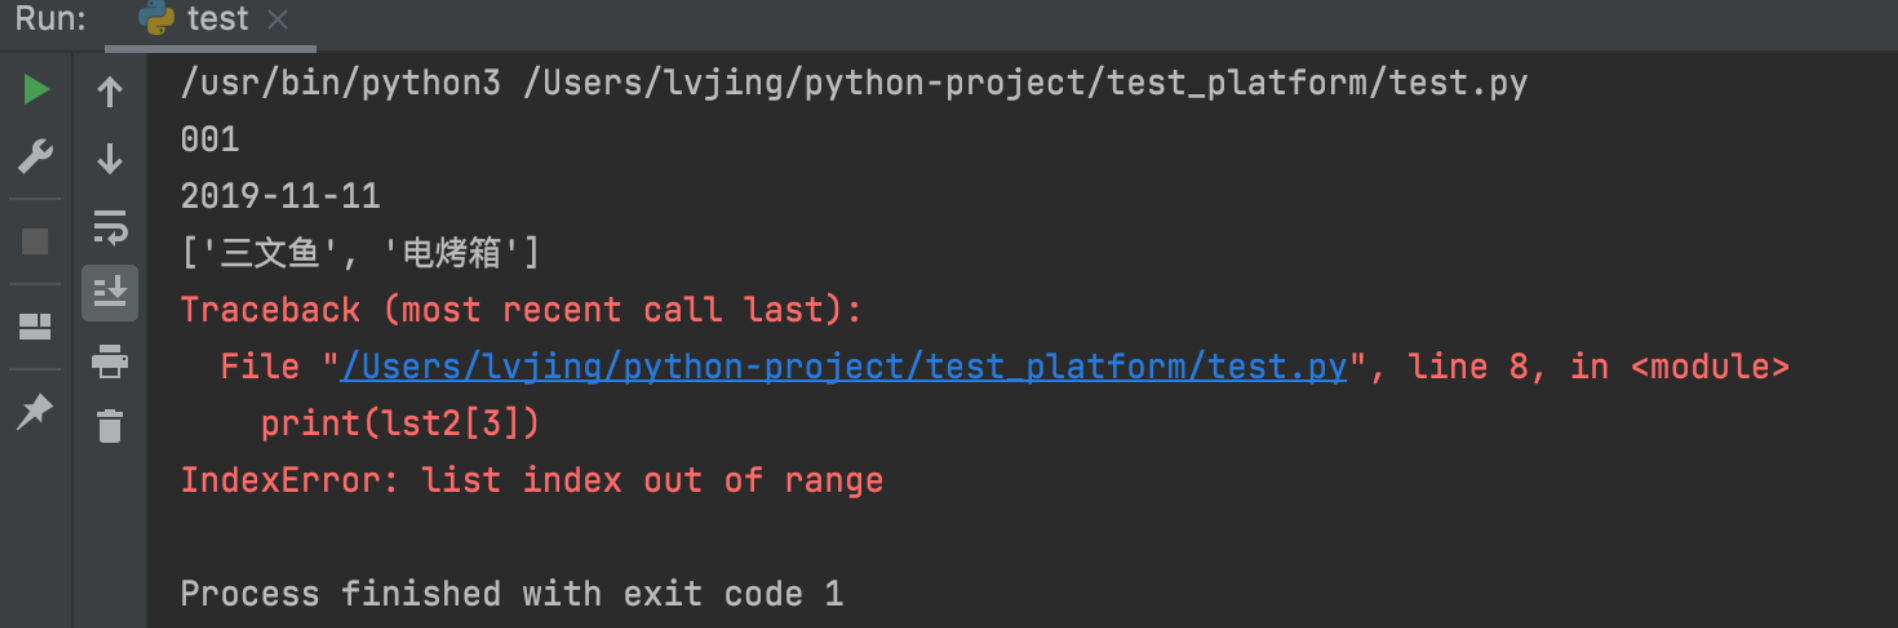 Run: test
/usr/bin/python3 /Users/lvjing/python-project/test_platform/test.py
001
2019-11-11
['三文鱼', '电烤箱']
Traceback (most recent call last):
  File "/Users/lvjing/python-project/test_platform/test.py", line 8, in <module>
    print(lst2[3])
IndexError: list index out of range
Process finished with exit code 1